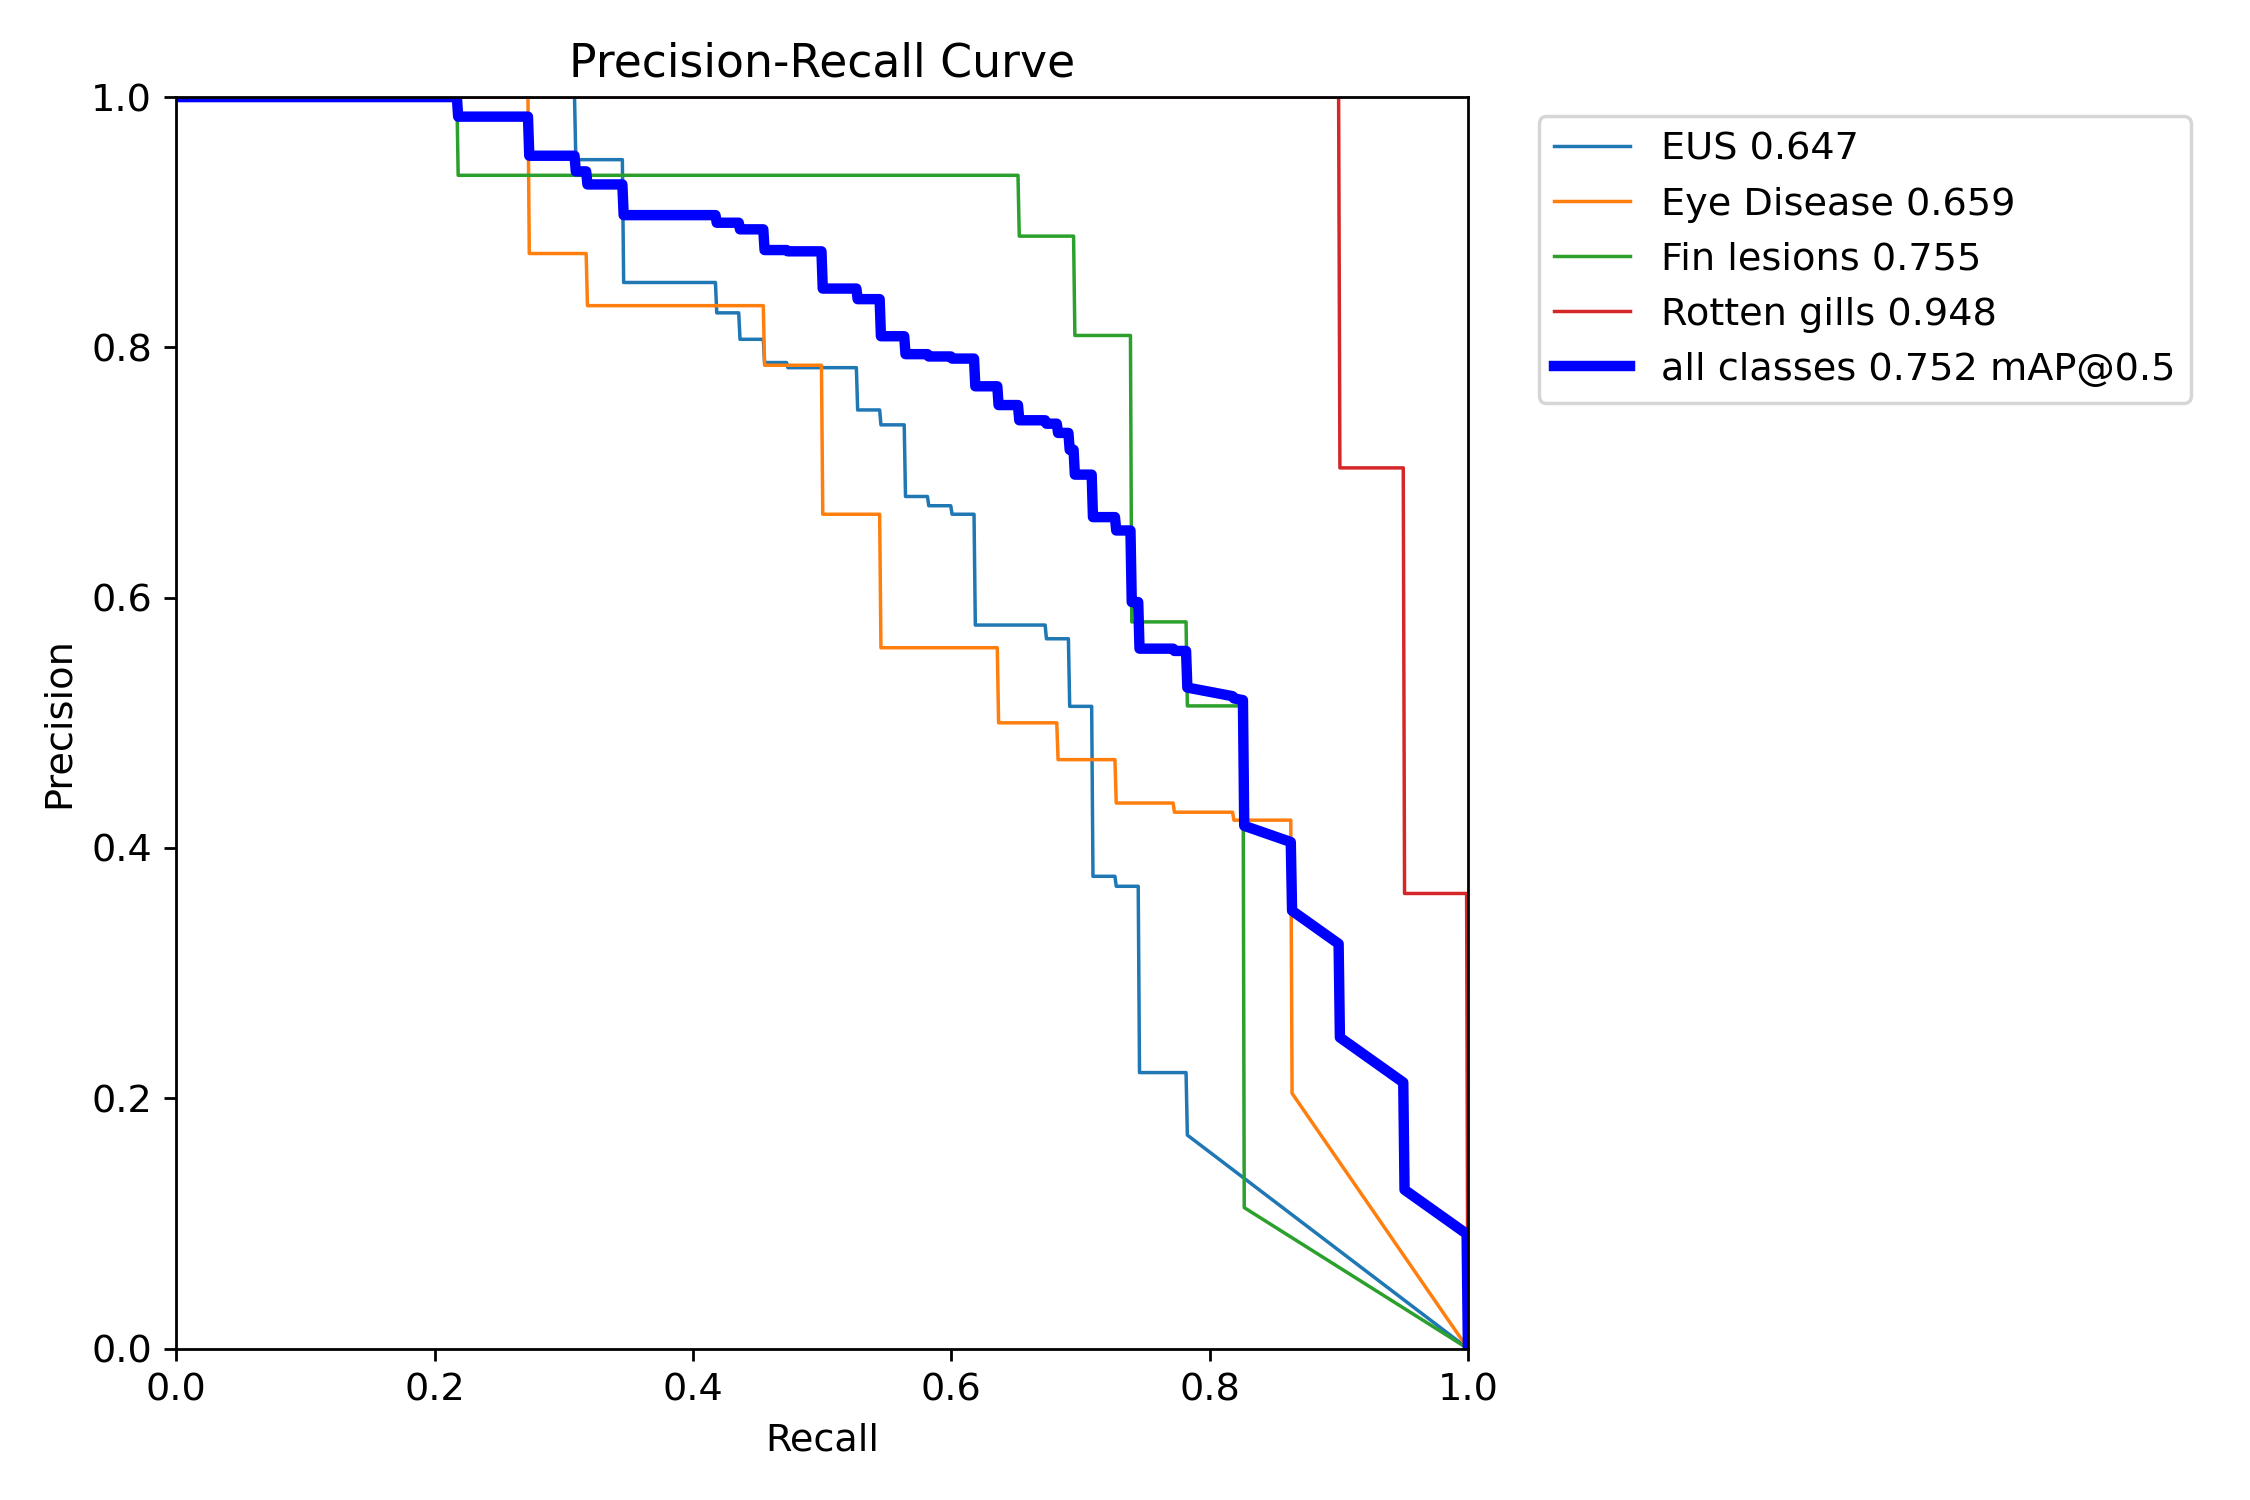 Precision-Recall Curve
1.0
0.8
0.6
0.4
0.2
0.0
Precision
0.0 0.2 0.4 0.6 0.8 1.0
Recall
EUS 0.647
Eye Disease 0.659
Fin lesions 0.755
Rotten gills 0.948
all classes 0.752 mAP@0.5